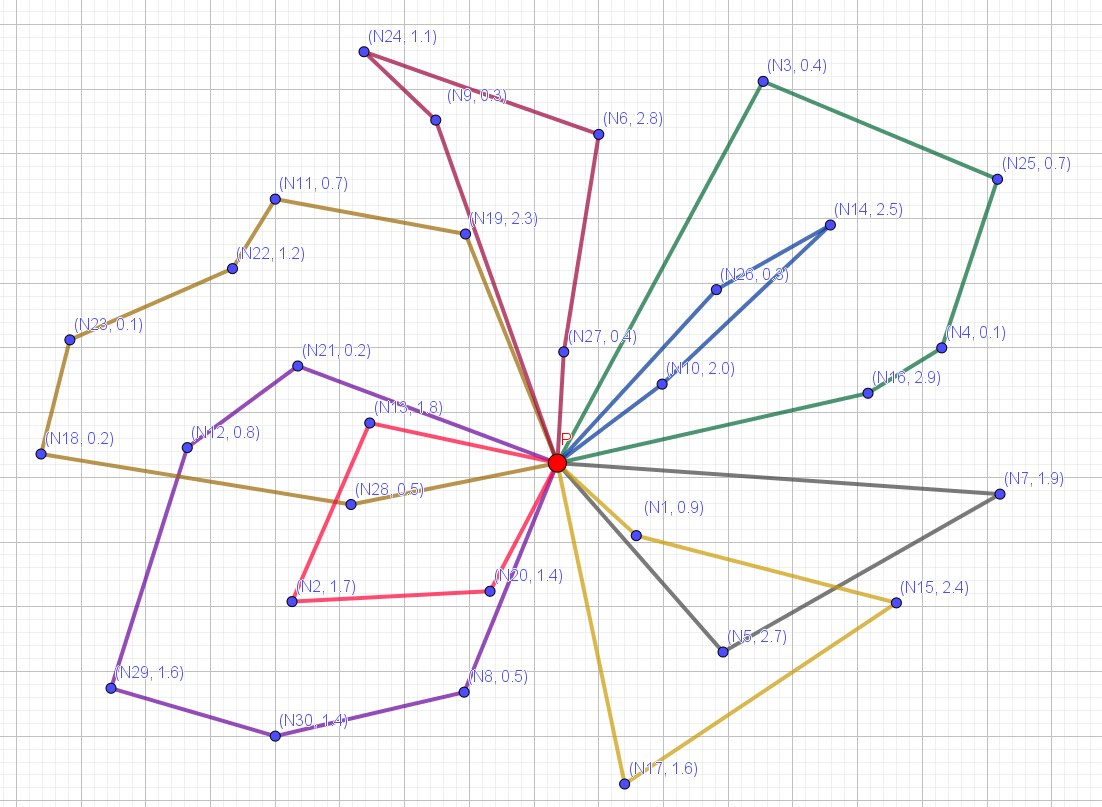 (N24, 1.1)
(N3, 0.4)
(N9, 0.3)
(N6, 2.8)
(N25, 0.7)
(N11, 0.7)
(N14, 2.5)
(N19, 2.3)
(N22, 1.2)
(N26, 0.3)
(N23, 0.1)
(N4, 0.1)
(N27, 0.4)
(N21, 0.2)
(N10, 2.0)
(N16, 2.9)
(N13, 1.8)
(N12, 0.8)
(N18, 0.2)
P
(N7, 1.9)
(N28, 0.5)
(N1, 0.9)
(N20, 1.4)
(N2, 1.7)
(N15, 2.4)
(N5, 2.7)
(N29, 1.6)
(N8, 0.5)
(N30, 1.4)
(N17, 1.6)